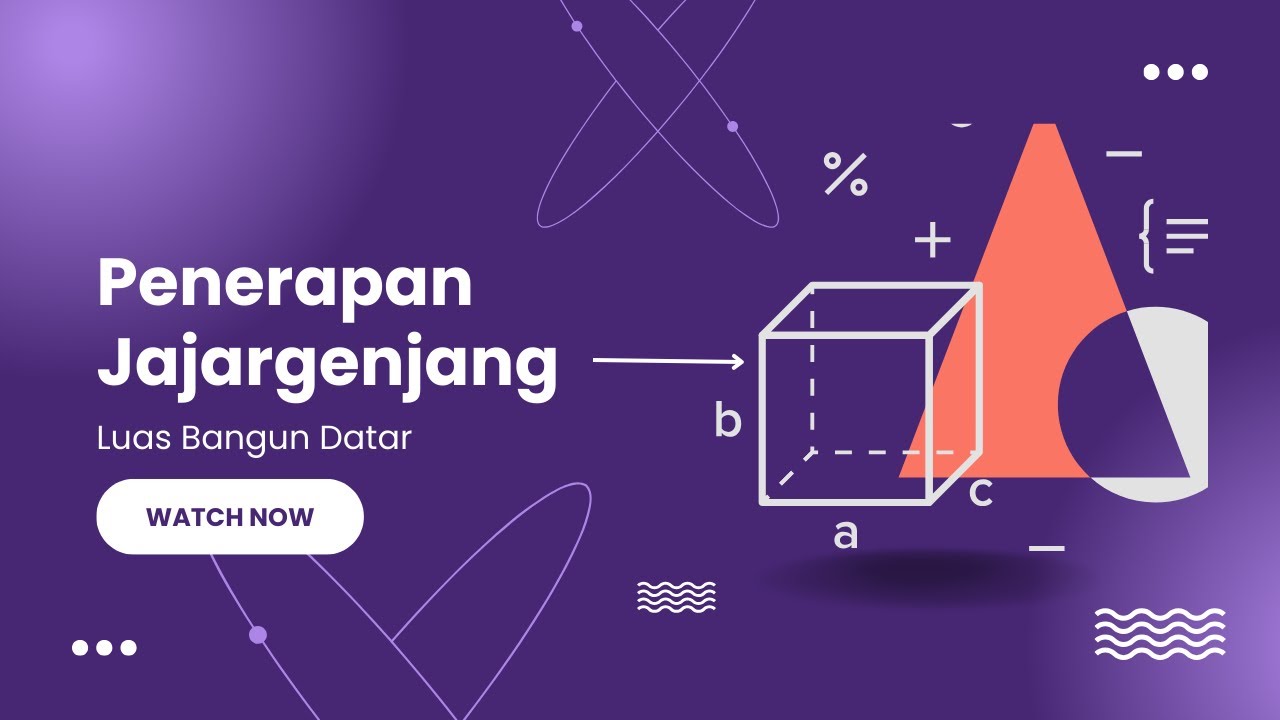 Penerapan
Jajargenjang
Luas Bangun Datar
WATCH NOW
%
+
−
{
b
c
a
−